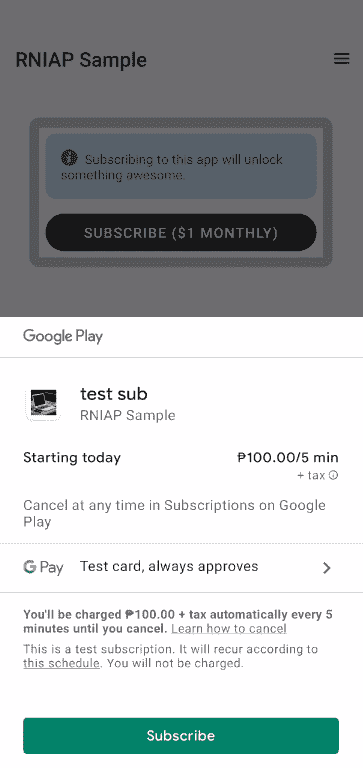 RNIAP Sample
Subscribing to this app will unlock
something awesome.
SUBSCRIBE ($1 MONTHLY)
Google Play
test sub
RNIAP Sample
Starting today ₱100.00/5 min
+ tax
Cancel at any time in Subscriptions on Google
Play
G Pay Test card, always approves
You'll be charged ₱100.00 + tax automatically every 5
minutes until you cancel. Learn how to cancel
This is a test subscription. It will recur according to
this schedule. You will not be charged.
Subscribe